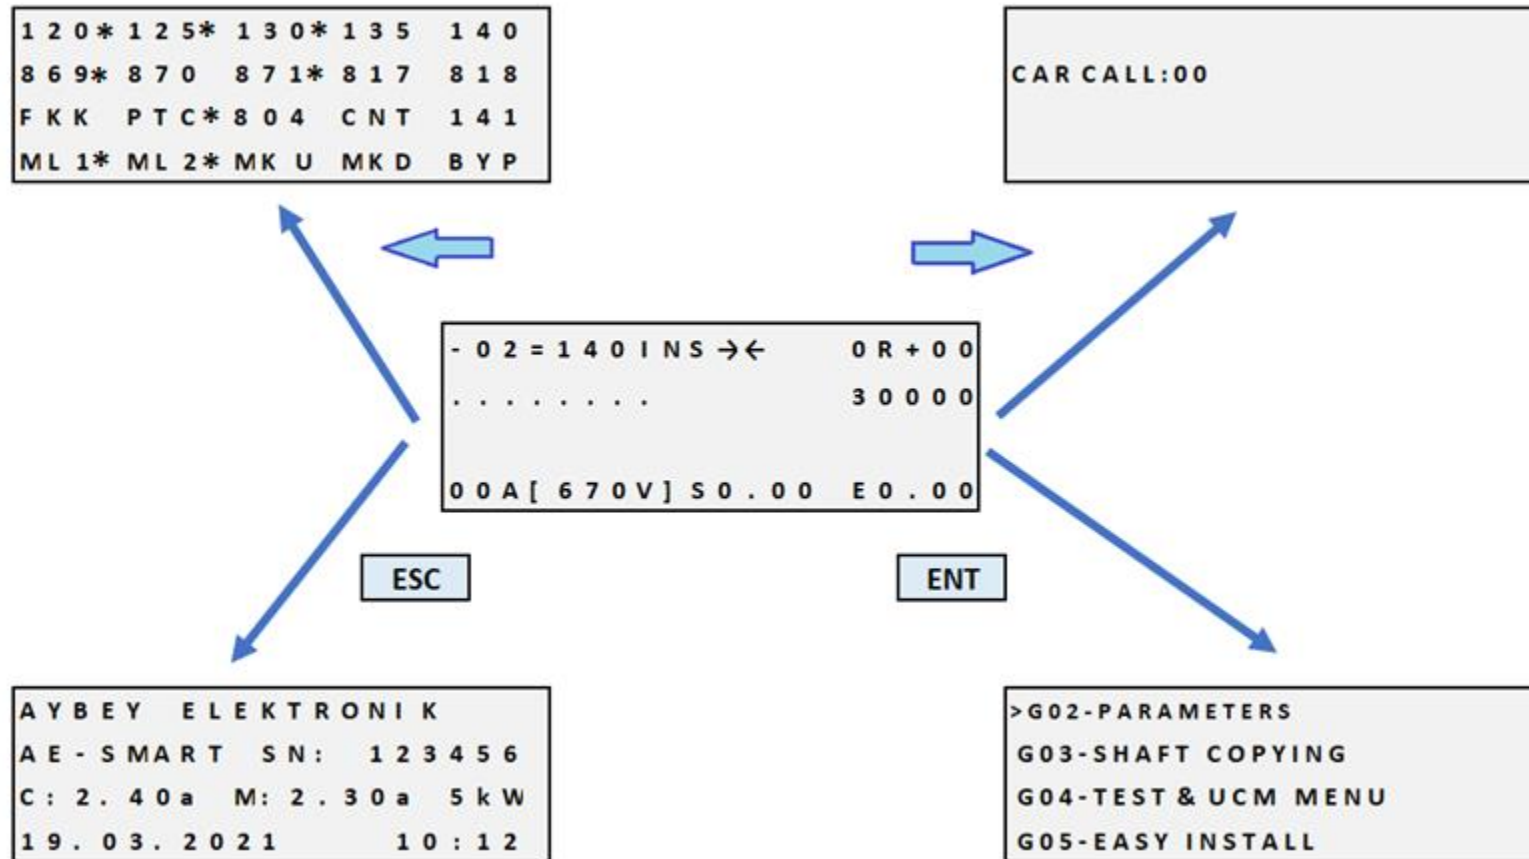 120* 125* 130* 135 140
869* 870 871* 817 818
FKK PTC* 804 CNT 141
ML1* ML2* MKU MKD BYP
CAR CALL:00
-02=140INS→← 0R+00
........ 30000
00A[ 670V] S0.00 E0.00
ESC
ENT
AYBEY ELEKTRONIK
AE-SMART SN: 123456
C: 2.40a M: 2.30a 5kW
19.03.2021 10:12
>G02-PARAMETERS
G03-SHAFT COPYING
G04-TEST & UCM MENU
G05-EASY INSTALL